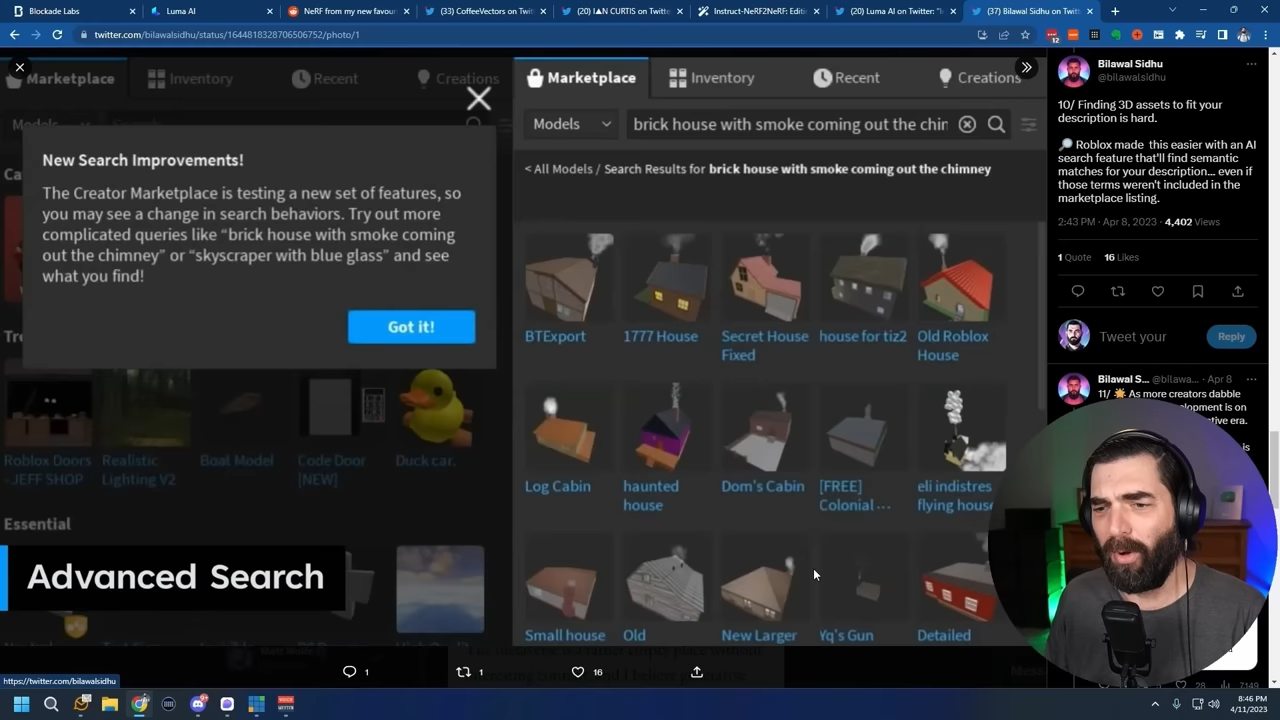 Blockade Labs
Luma AI
NeRF from my new favour
(33) CoffeeVectors on Twitter
(20) I▲N CURTIS on Twitter
Instruct-NeRF2NeRF: Editi
(20) Luma AI on Twitter: "I
(37) Bilawal Sidhu on Twitter
twitter.com/bilawalsidhu/status/1644818328706506752/photo/1
12
Marketplace
Inventory
Recent
Creations
Models
New Search Improvements!
The Creator Marketplace is testing a new set of features, so
you may see a change in search behaviors. Try out more
complicated queries like "brick house with smoke coming
out the chimney" or "skyscraper with blue glass" and see
what you find!
Got it!
Roblox Doors
- JEFF SHOP
Realistic
Lighting V2
Boat Model
Code Door
[NEW]
Duck car.
Essential
Advanced Search
Marketplace
Inventory
Recent
Creations
Models
brick house with smoke coming out the chin
< All Models / Search Results for brick house with smoke coming out the chimney
BTExport
1777 House
Secret House
Fixed
house for tiz2
Old Roblox
House
Log Cabin
haunted
house
Dom's Cabin
[FREE]
Colonial ···
eli indistres
flying house
Small house
Old
New Larger
Yq's Gun
Detailed
1
1
16
Bilawal Sidhu
@bilawalsidhu
10/ Finding 3D assets to fit your
description is hard.
🔎 Roblox made this easier with an AI
search feature that'll find semantic
matches for your description... even if
those terms weren't included in the
marketplace listing.
2:43 PM · Apr 8, 2023 · 4,402 Views
1 Quote 16 Likes
Tweet your
Reply
Bilawal S... @bilawa... · Apr 8
11/ ☀️ As more creators dabble
https://twitter.com/bilawalsidhu
8:46 PM
4/11/2023